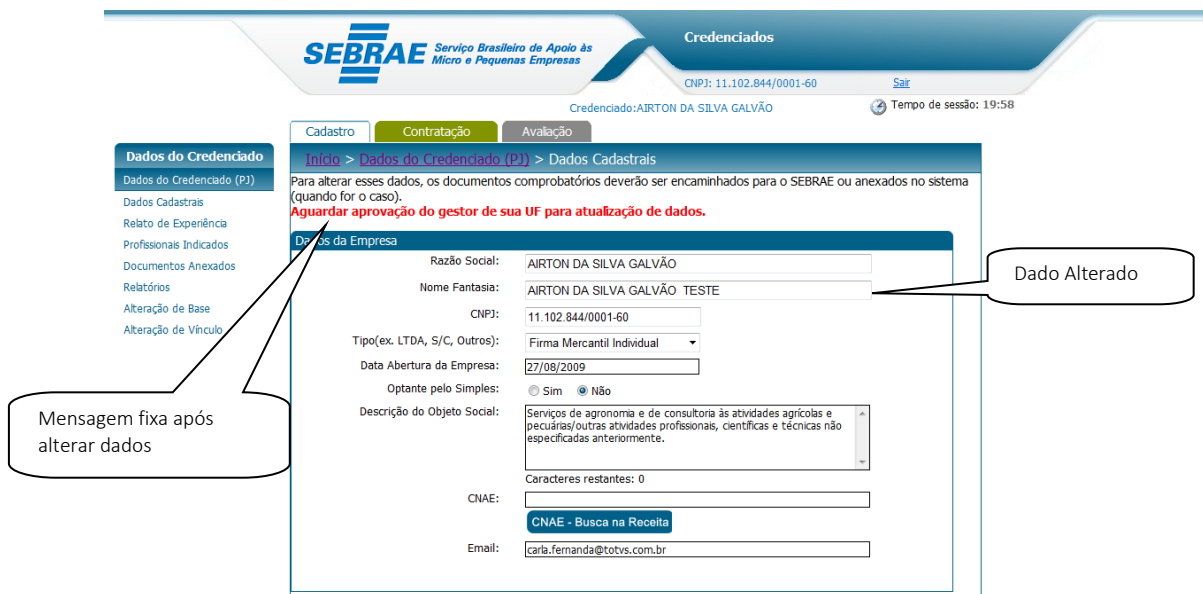 SEBRAE Serviço Brasileiro de Apoio às
Micro e Pequenas Empresas
Credenciados
CNPJ: 11.102.844/0001-60 Sair
Credenciado:AIRTON DA SILVA GALVÃO Tempo de sessão: 19:58
Cadastro Contratação Avaliação
Dados do Credenciado
Dados do Credenciado (PJ)
Dados Cadastrais
Relato de Experiência
Profissionais Indicados
Documentos Anexados
Relatórios
Alteração de Base
Alteração de Vínculo
Início > Dados do Credenciado (PJ) > Dados Cadastrais
Para alterar esses dados, os documentos comprobatórios deverão ser encaminhados para o SEBRAE ou anexados no sistema
(quando for o caso).
Aguardar aprovação do gestor de sua UF para atualização de dados.
Dados da Empresa
Razão Social: AIRTON DA SILVA GALVÃO
Nome Fantasia: AIRTON DA SILVA GALVÃO TESTE
CNPJ: 11.102.844/0001-60
Tipo(ex. LTDA, S/C, Outros): Firma Mercantil Individual
Data Abertura da Empresa: 27/08/2009
Optante pelo Simples: Sim Não
Descrição do Objeto Social: Serviços de agronomia e de consultoria às atividades agrícolas e
pecuárias/outras atividades profissionais, científicas e técnicas não
especificadas anteriormente.
Caracteres restantes: 0
CNAE:
CNAE - Busca na Receita
Email: carla.fernanda@totvs.com.br
Dado Alterado
Mensagem fixa após
alterar dados